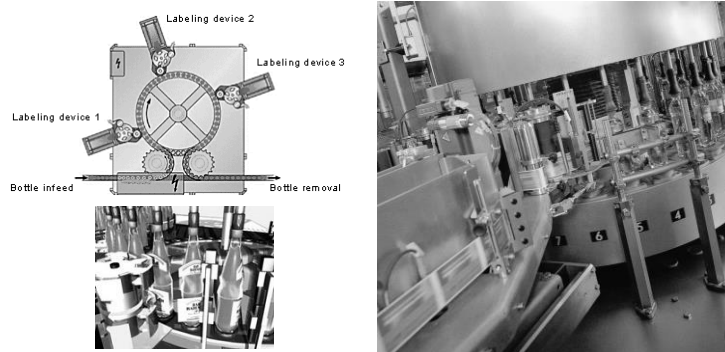 Labeling device 2
Labeling device 3
Labeling device 1
Bottle infeed
Bottle removal
7
6
5
4